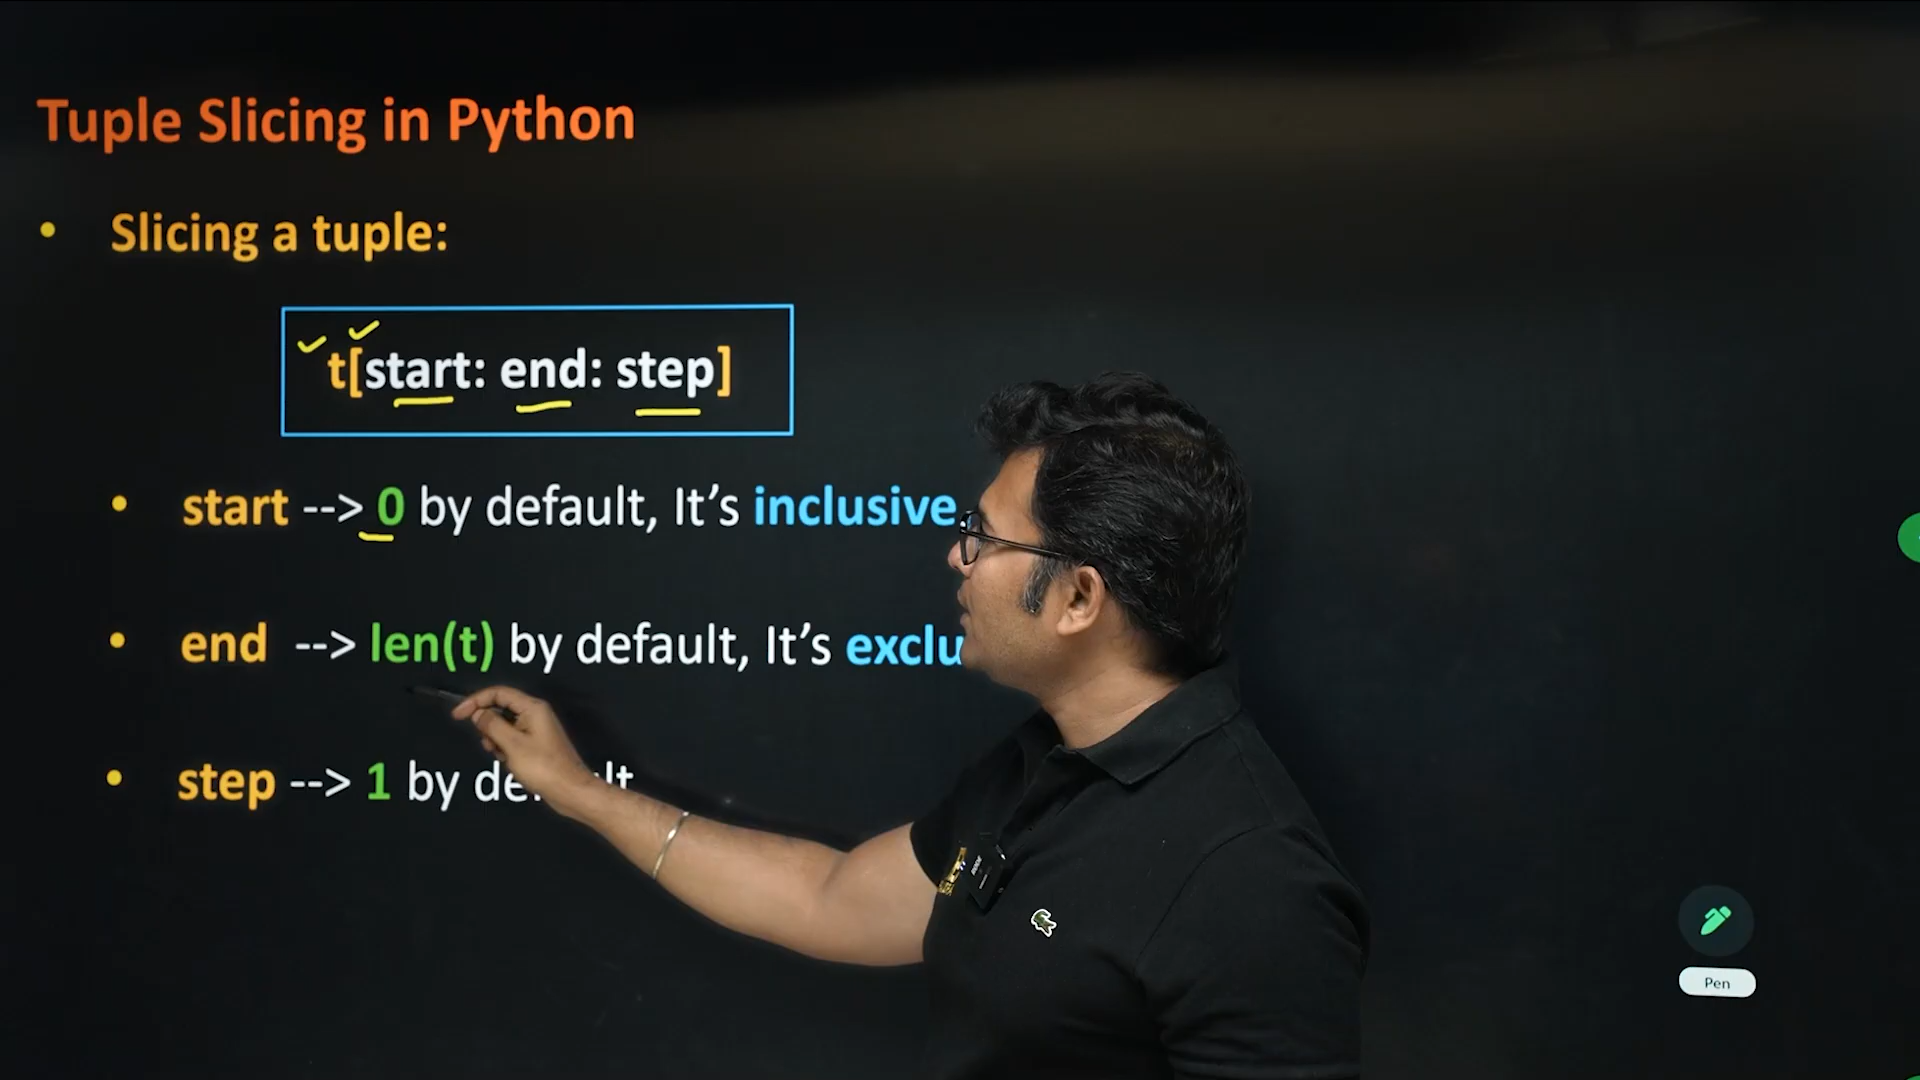 Tuple Slicing in Python
• Slicing a tuple:
t[start: end: step]
• start --> 0 by default, It's inclusive.
• end --> len(t) by default, It's
• step --> 1 by
Pen